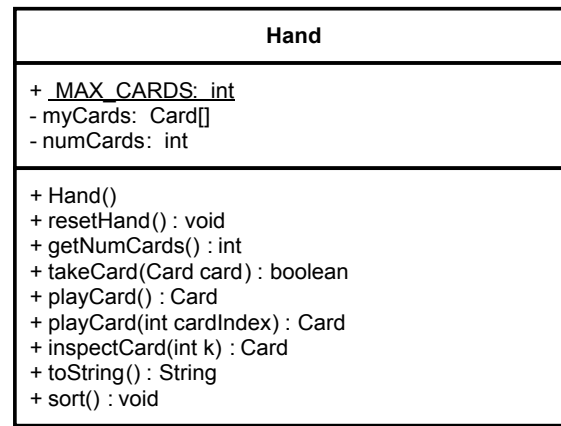 Hand
+ MAX_CARDS: int
- myCards: Card[]
- numCards: int
+ Hand()
+ resetHand() : void
+ getNumCards() : int
+ takeCard(Card card) : boolean
+ playCard() : Card
+ playCard(int cardIndex) : Card
+ inspectCard(int k) : Card
+ toString() : String
+ sort() : void